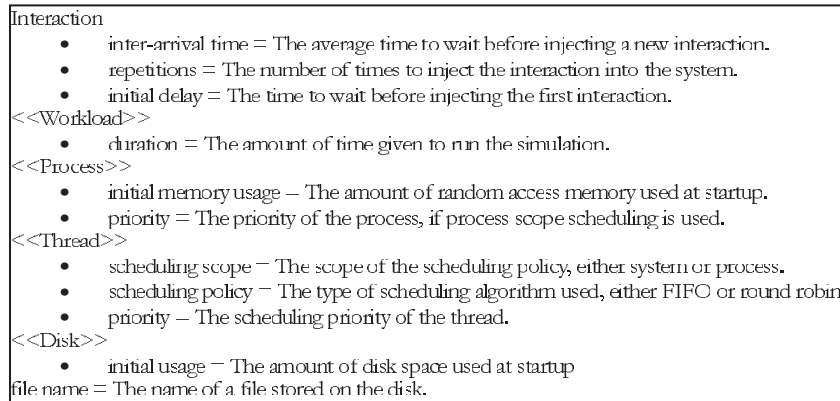 Interaction
• inter-arrival time = The average time to wait before injecting a new interaction.
• repetitions = The number of times to inject the interaction into the system.
• initial delay = The time to wait before injecting the first interaction.
<<Workload>>
• duration = The amount of time given to run the simulation.
<<Process>>
• initial memory usage = The amount of random access memory used at startup.
• priority = The priority of the process, if process scope scheduling is used.
<<Thread>>
• scheduling scope = The scope of the scheduling policy, either system or process.
• scheduling policy = The type of scheduling algorithm used, either FIFO or round robin
• priority = The scheduling priority of the thread.
<<Disk>>
• initial usage = The amount of disk space used at startup
file name = The name of a file stored on the disk.